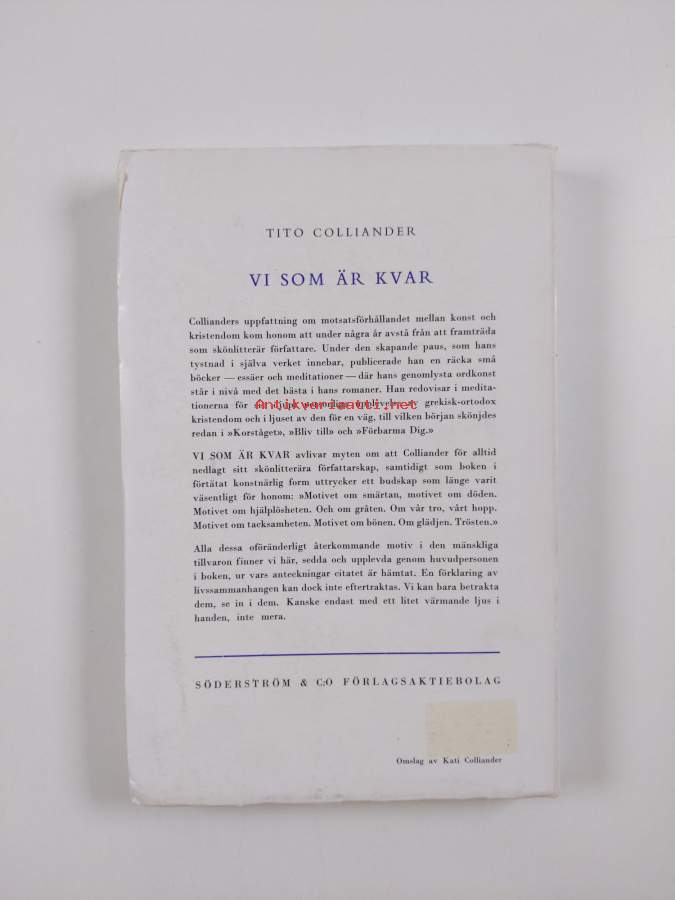 TITO COLLIANDER
VI SOM ÄR KVAR
Collianders uppfattning om motsatsförhållandet mellan konst och
kristendom kom honom att under några år avstå från att framträda
som skönlitterär författare. Under den skapande paus, som hans
tystnad i själva verket innebar, publicerade han en räcka små
böcker — essäer och meditationer — där hans genomlysta ordkonst
står i nivå med det bästa i hans romaner. Han redovisar i medita-
tionerna för en djupt personlig upplevelse av grekisk-ortodox
Antikvariaatti.net
kristendom och i ljuset av den för en väg, till vilken början skönjdes
redan i »Korståget», »Bliv till» och »Förbarma Dig.»
VI SOM ÄR KVAR avlivar myten om att Colliander för alltid
nedlagt sitt skönlitterära författarskap, samtidigt som boken i
förtätat konstnärlig form uttrycker ett budskap som länge varit
väsentligt för honom: »Motivet om smärtan, motivet om döden.
Motivet om hjälplösheten. Och om gråten. Om vår tro, vårt hopp.
Motivet om tacksamheten. Motivet om bönen. Om glädjen. Trösten.»
Alla dessa oföränderligt återkommande motiv i den mänskliga
tillvaron finner vi här, sedda och upplevda genom huvudpersonen
i boken, ur vars anteckningar citatet är hämtat. En förklaring av
livssammanhangen kan dock inte eftertraktas. Vi kan bara betrakta
dem, se in i dem. Kanske endast med ett litet värmande ljus i
handen, inte mera.
SÖDERSTRÖM & C:O FÖRLAGSAKTIEBOLAG
Omslag av Kati Colliander